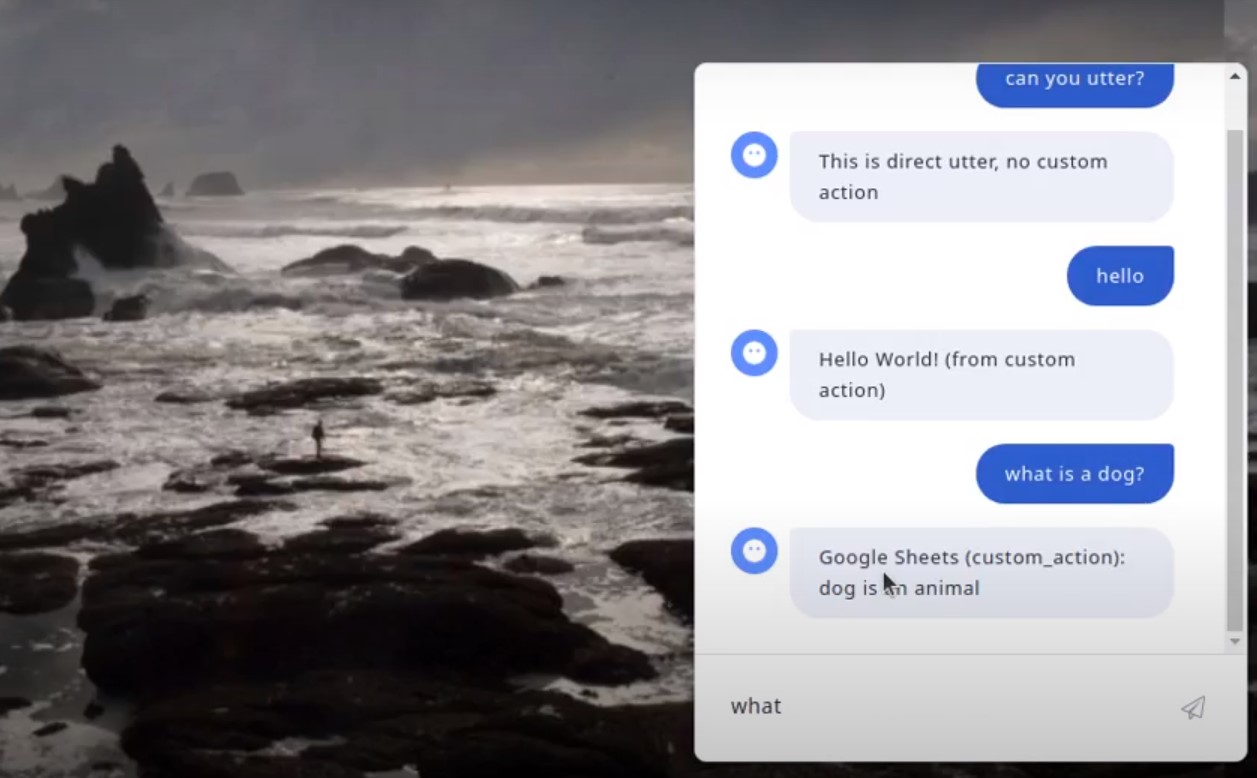 can you utter?
This is direct utter, no custom
action
hello
Hello World! (from custom
action)
what is a dog?
Google Sheets (custom_action):
dog is an animal
what